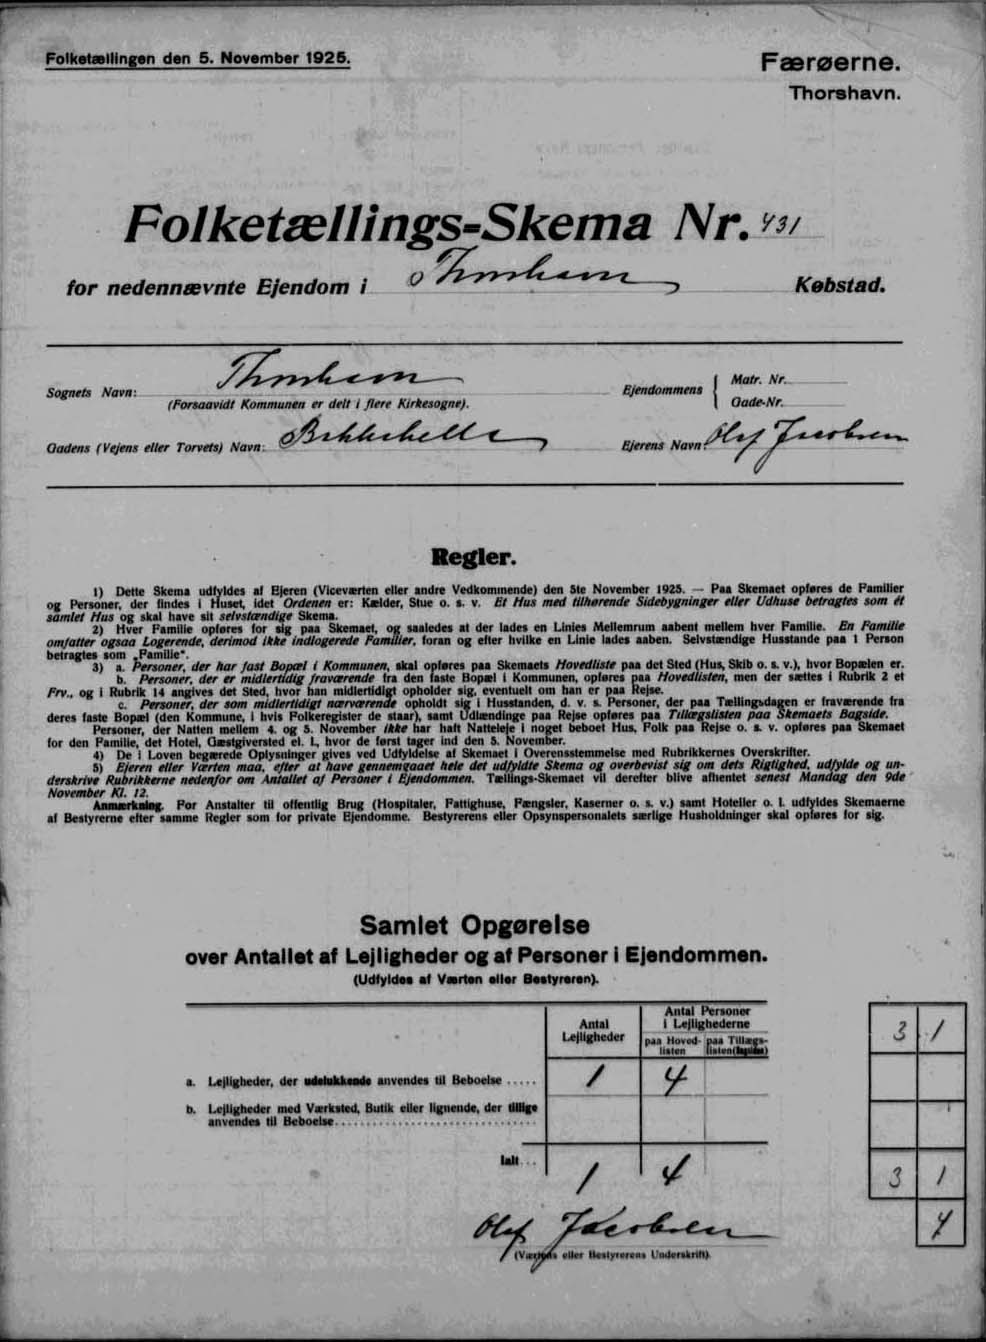 Folketællingen den 5. November 1925.
Færøerne.
Thorshavn.
Folketællings-Skema Nr. 431
for nedennævnte Ejendom i Thorshavn Købstad.
Sognets Navn: Thorshavn
(Forsaavidt Kommunen er delt i flere Kirkesogne).
Ejendommens { Matr. Nr.
Gade-Nr.
Gadens (Vejens eller Torvets) Navn:
Ejerens Navn: Olaf Jacobsen
Regler.
1) Dette Skema udfyldes af Ejeren (Viceværten eller andre Vedkommende) den 5te November 1925. — Paa Skemaet opføres de Familier
og Personer, der findes i Huset, idet Ordenen er: Kælder, Stue o. s. v. Et Hus med tilhørende Sidebygninger eller Udhuse betragtes som ét
samlet Hus og skal have sit selvstændige Skema.
2) Hver Familie opføres for sig paa Skemaet, og saaledes at der lades en Linies Mellemrum aabent mellem hver Familie. En Familie
omfatter ogsaa Logerende, derimod ikke indlogerede Familier, foran og efter hvilke en Linie lades aaben. Selvstændige Husstande paa 1 Person
betragtes som „Familie".
3) a. Personer, der har fast Bopæl i Kommunen, skal opføres paa Skemaets Hovedliste paa det Sted (Hus, Skib o. s. v.), hvor Bopælen er.
b. Personer, der er midlertidig fraværende fra den faste Bopæl i Kommunen, opføres paa Hovedlisten, men der sættes i Rubrik 2 et
Frv., og i Rubrik 14 angives det Sted, hvor han midlertidigt opholder sig, eventuelt om han er paa Rejse.
c. Personer, der som midlertidigt nærværende opholdt sig i Husstanden, d. v. s. Personer, der paa Tællingsdagen er fraværende fra
deres faste Bopæl (den Kommune, i hvis Folkeregister de staar), samt Udlændinge paa Rejse opføres paa Tillægslisten paa Skemaets Bagside.
Personer, der Natten mellem 4. og 5. November ikke har haft Natteleje i noget beboet Hus, Folk paa Rejse o. s. v. opføres paa Skemaet
for den Familie, det Hotel, Gæstgiversted el. l., hvor de først tager ind den 5. November.
4) De i Loven begærede Oplysninger gives ved Udfyldelse af Skemaet i Overensstemmelse med Rubrikkernes Overskrifter.
5) Ejeren eller Værten maa, efter at have gennemgaaet hele det udfyldte Skema og overbevist sig om dets Rigtighed, udfylde og un-
derskrive Rubrikkerne nedenfor om Antallet af Personer i Ejendommen. Tællings-Skemaet vil derefter blive afhentet senest Mandag den 9de
November Kl. 12.
Anmærkning. For Anstalter til offentlig Brug (Hospitaler, Fattighuse, Fængsler, Kaserner o. s. v.) samt Hoteller o. l. udfyldes Skemaerne
af Bestyrerne efter samme Regler som for private Ejendomme. Bestyrerens eller Opsynspersonalets særlige Husholdninger skal opføres for sig.
Samlet Opgørelse
over Antallet af Lejligheder og af Personer i Ejendommen.
(Udfyldes af Værten eller Bestyreren).
Antal
Lejligheder
Antal Personer
i Lejlighederne
paa Hoved-
listen
paa Tillægs-
listen (Bagsiden)
3 1
a. Lejligheder, der udelukkende anvendes til Beboelse ..... 1 4
b. Lejligheder med Værksted, Butik eller lignende, der tillige
anvendes til Beboelse
Ialt... 1 4
3 1
4
Olaf Jacobsen
(Værtens eller Bestyrerens Underskrift).